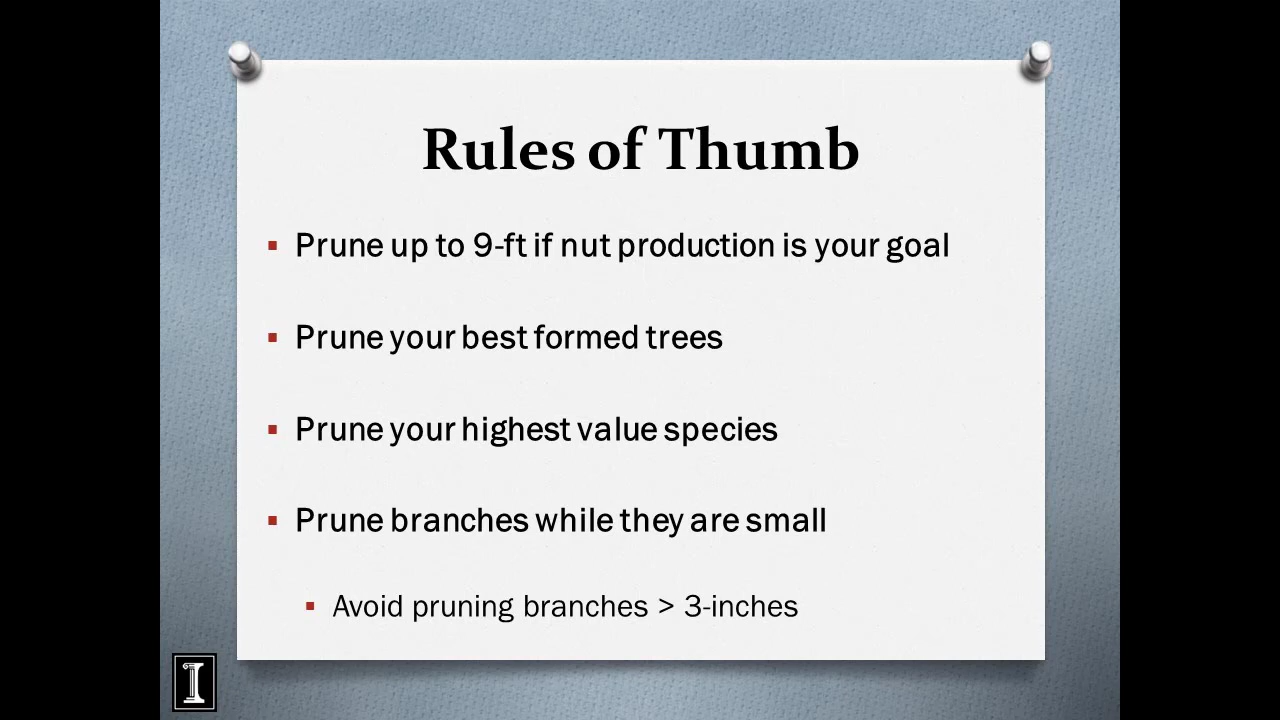 Rules of Thumb
Prune up to 9-ft if nut production is your goal
Prune your best formed trees
Prune your highest value species
Prune branches while they are small
Avoid pruning branches > 3-inches
I